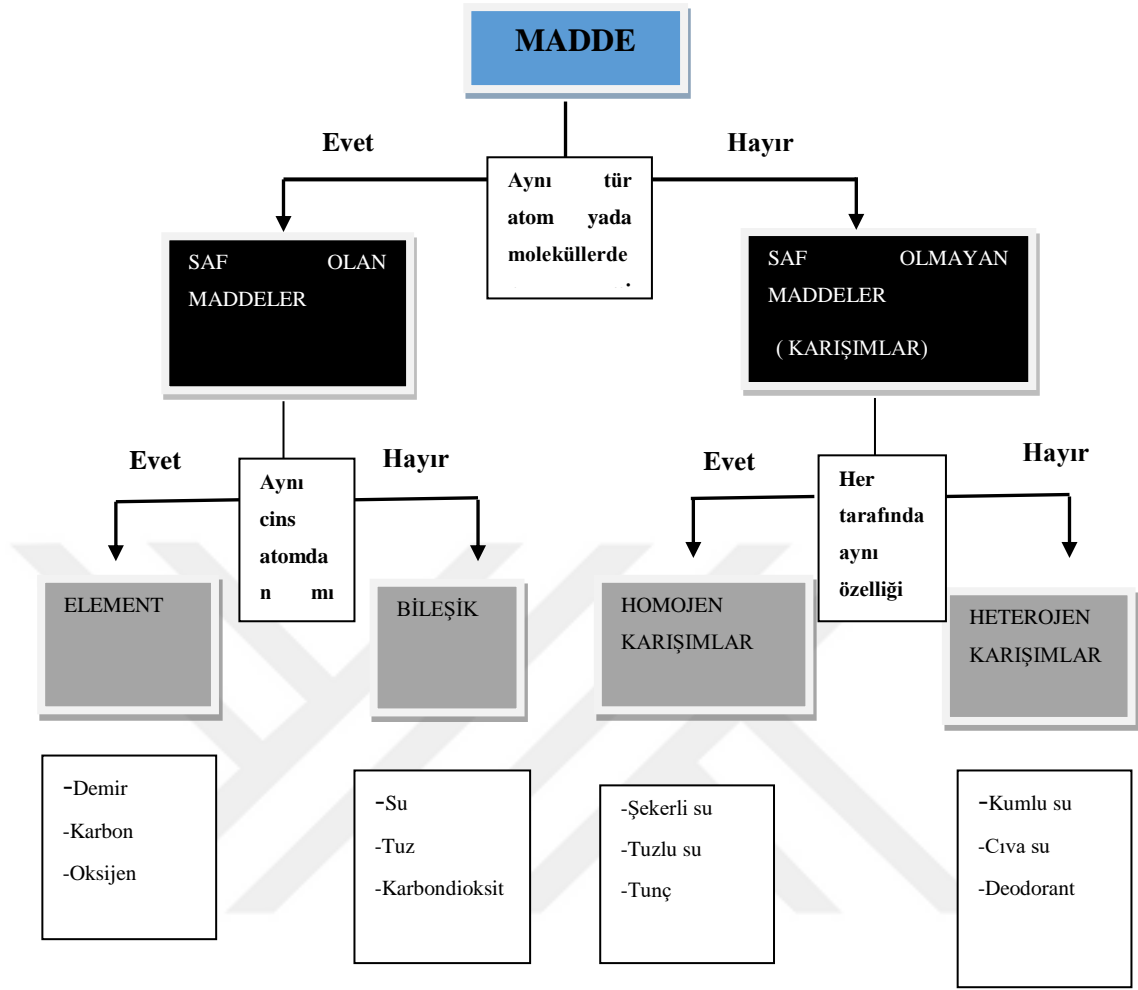 MADDE
Evet
Hayır
Aynı tür
atom yada
moleküllerde
SAF OLAN
MADDELER
SAF OLMAYAN
MADDELER
( KARIŞIMLAR)
Evet
Hayır
Aynı
cins
atomda
n mı
Evet
Hayır
Her
tarafında
aynı
özelliği
ELEMENT
BİLEŞİK
HOMOJEN
KARIŞIMLAR
HETEROJEN
KARIŞIMLAR
-Demir
-Karbon
-Oksijen
-Su
-Tuz
-Karbondioksit
-Şekerli su
-Tuzlu su
-Tunç
-Kumlu su
-Cıva su
-Deodorant